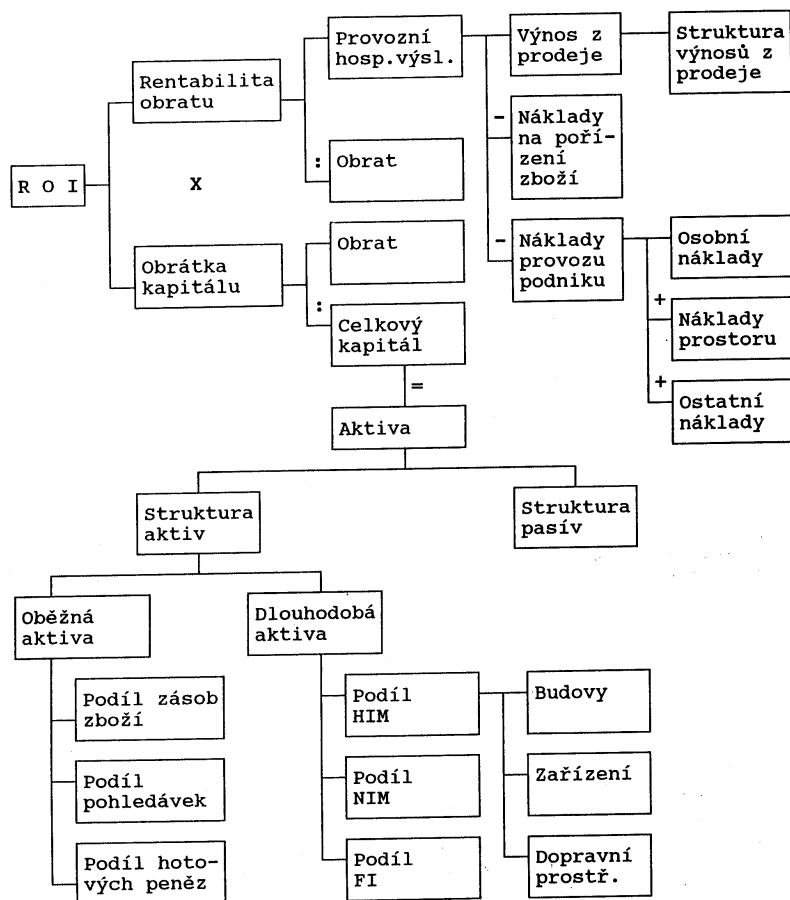 Provozní
hosp.výsl.
-
Výnos z
prodeje
Struktura
výnosů z
prodeje
Rentabilita
obratu
-
Náklady
na poří-
zení
zboží
:
Obrat
R O I
X
Obrátka
kapitálu
Obrat
-
Náklady
provozu
podniku
Osobní
náklady
:
Celkový
kapitál
+
Náklady
prostoru
=
+
Ostatní
náklady
Aktiva
Struktura
aktiv
Struktura
pasív
Oběžná
aktiva
Dlouhodobá
aktiva
Podíl zásob
zboží
Podíl
HIM
Budovy
Podíl
pohledávek
Podíl
NIM
Zařízení
Podíl hoto-
vých peněz
Podíl
FI
Dopravní
prostř.